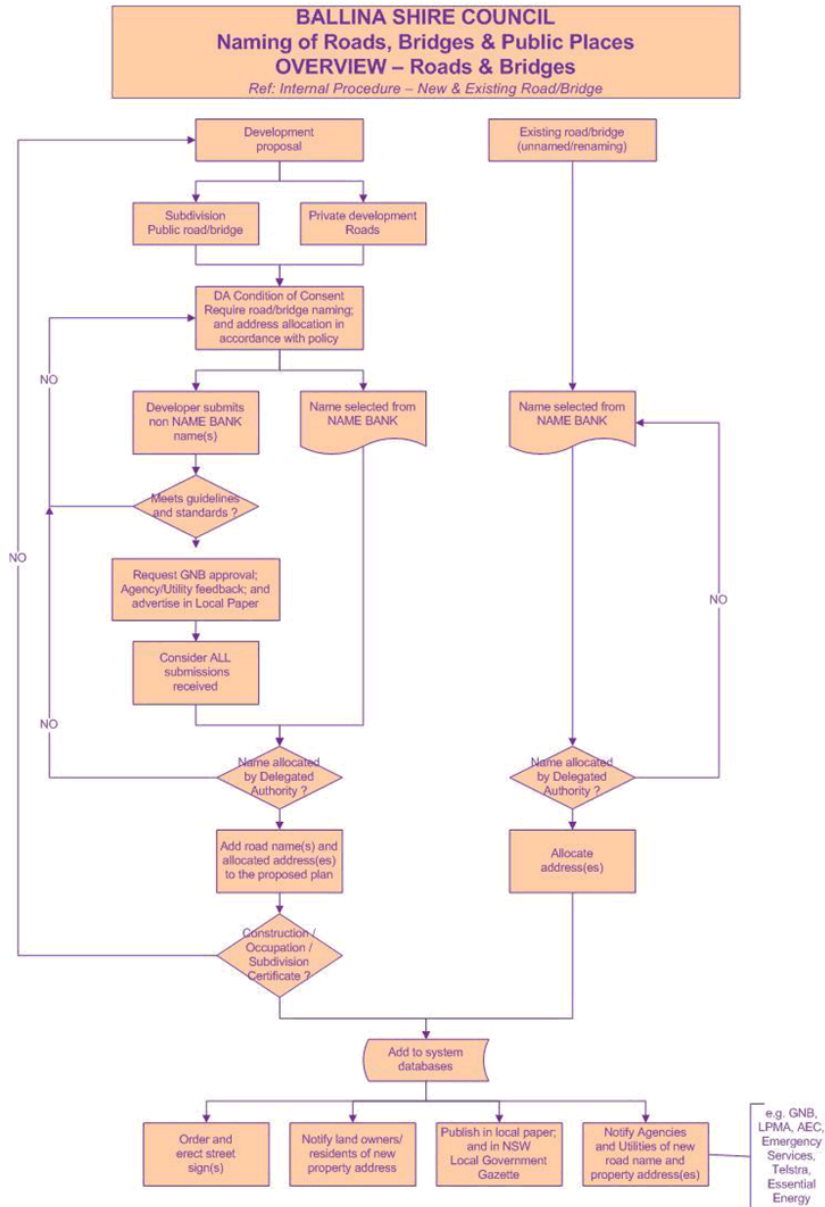 BALLINA SHIRE COUNCIL
Naming of Roads, Bridges & Public Places
OVERVIEW – Roads & Bridges
Ref: Internal Procedure – New & Existing Road/Bridge
Development
proposal
Existing road/bridge
(unnamed/renaming)
Subdivision
Public road/bridge
Private development
Roads
DA Condition of Consent
Require road/bridge naming;
and address allocation in
accordance with policy
NO
Developer submits
non NAME BANK
name(s)
Name selected from
NAME BANK
Name selected from
NAME BANK
Meets guidelines
and standards ?
NO
Request GNB approval;
Agency/Utility feedback; and
advertise in Local Paper
NO
Consider ALL
submissions
received
NO
Name allocated
by Delegated
Authority ?
Name allocated
by Delegated
Authority ?
Add road name(s) and
allocated address(es)
to the proposed plan
Allocate
address(es)
Construction /
Occupation /
Subdivision
Certificate ?
Add to system
databases
Order and
erect street
sign(s)
Notify land owners/
residents of new
property address
Publish in local paper;
and in NSW
Local Government
Gazette
Notify Agencies
and Utilities of new
road name and
property address(es)
e.g. GNB,
LPMA, AEC,
Emergency
Services,
Telstra,
Essential
Energy